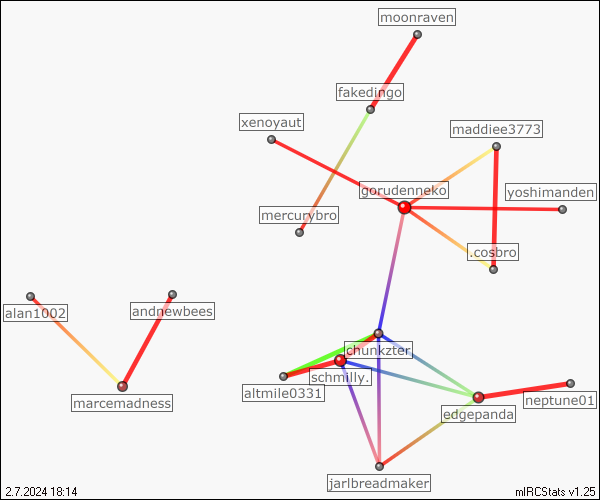 moonraven
fakedingo
xenoyaut
maddiee3773
gorudenneko
yoshimanden
mercurybro
.cosbro
alan1002
andnewbees
chunkzter
schmilly.
altmile0331
marcemadness
neptune01
edgepanda
jarlbreadmaker
2.7.2024 18:14
mIRCStats v1.25